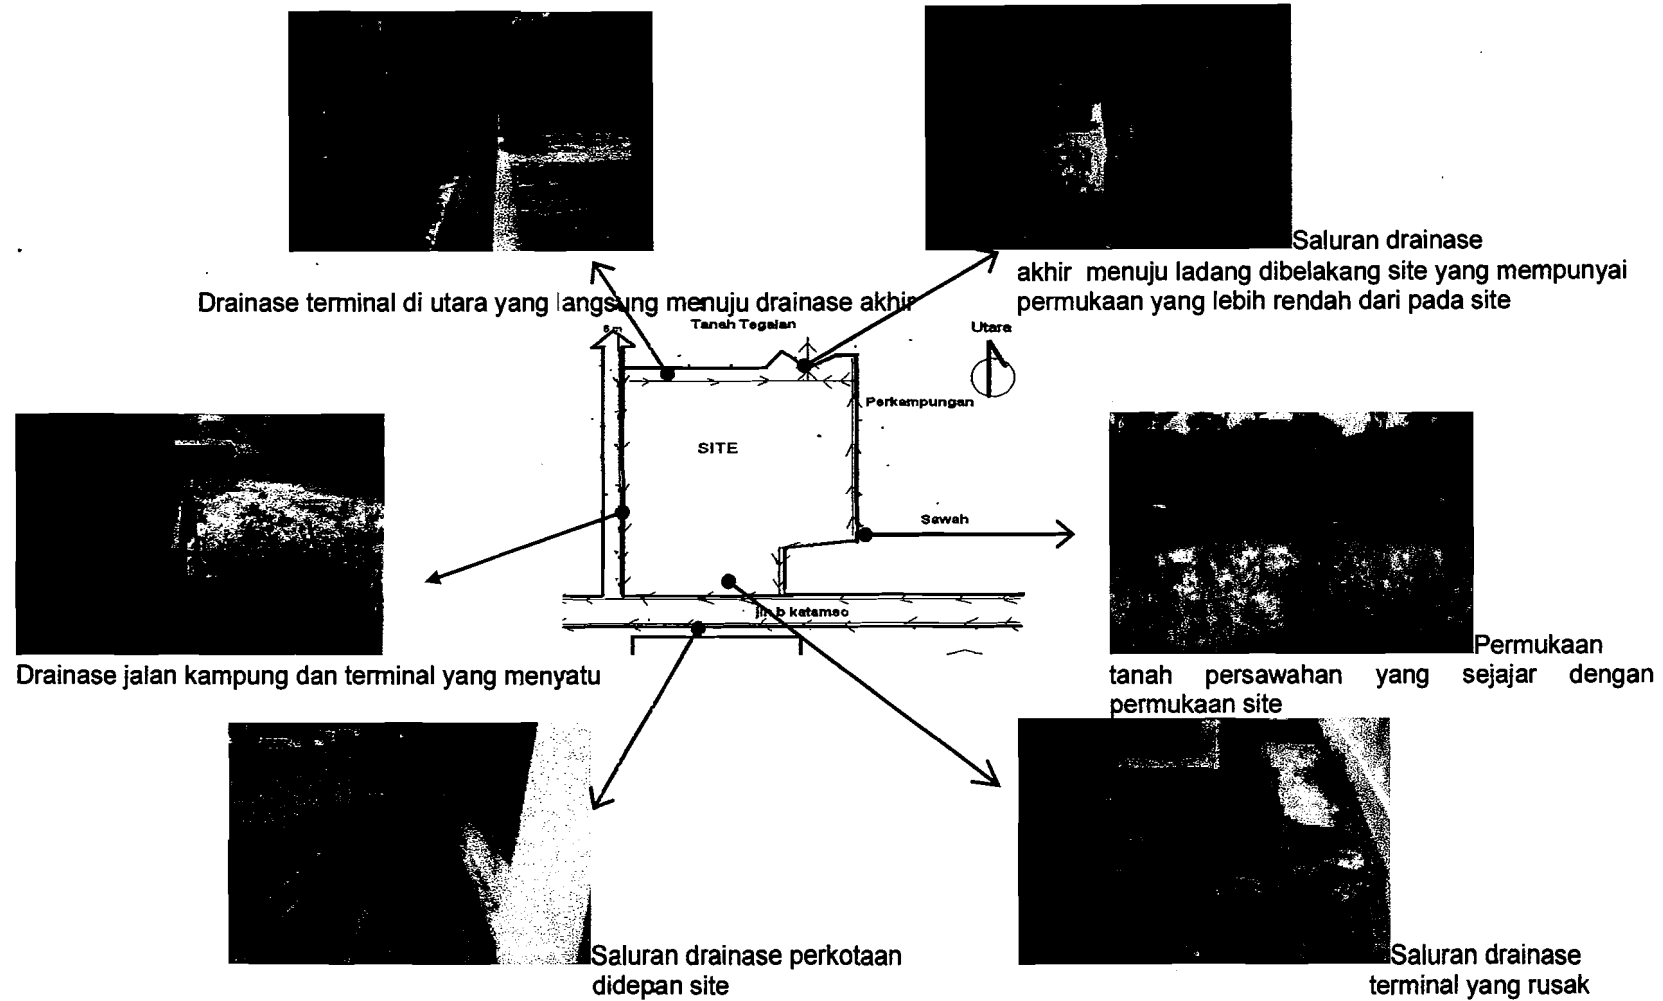 Saluran drainase
akhir menuju ladang dibelakang site yang mempunyai
permukaan yang lebih rendah dari pada site
Drainase terminal di utara yang langsung menuju drainase akhir
Tanah Tegalan
Utara
6 m
Perkampungan
SITE
Sawah
jln b katamso
Drainase jalan kampung dan terminal yang menyatu
Permukaan
tanah persawahan yang sejajar dengan
permukaan site
Saluran drainase perkotaan
didepan site
Saluran drainase
terminal yang rusak